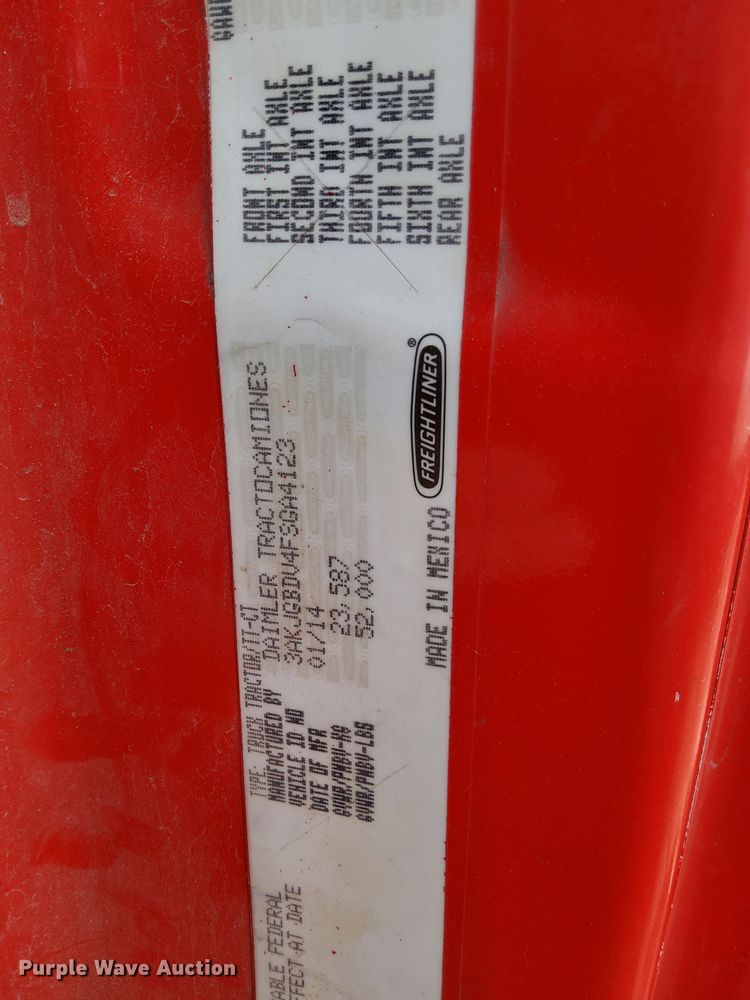 ABLE FEDERAL
FFECT AT DATE
TYPE: TRUCK TRACTOR/TT-CT
MANUFACTURED BY DAIMLER TRACTOCAMIONES
VEHICLE ID NO 3AKJGBDV4FSGA4123
DATE OF MFR 01/14
GVWR/PNBV-KG 23,587
GVWR/PNBV-LBS 52,000
MADE IN MEXICO
FREIGHTLINER®
GAWR
FRONT AXLE
FIRST INT AXLE
SECOND INT AXLE
THIRD INT AXLE
FOURTH INT AXLE
FIFTH INT AXLE
SIXTH INT AXLE
REAR AXLE
Purple Wave Auction